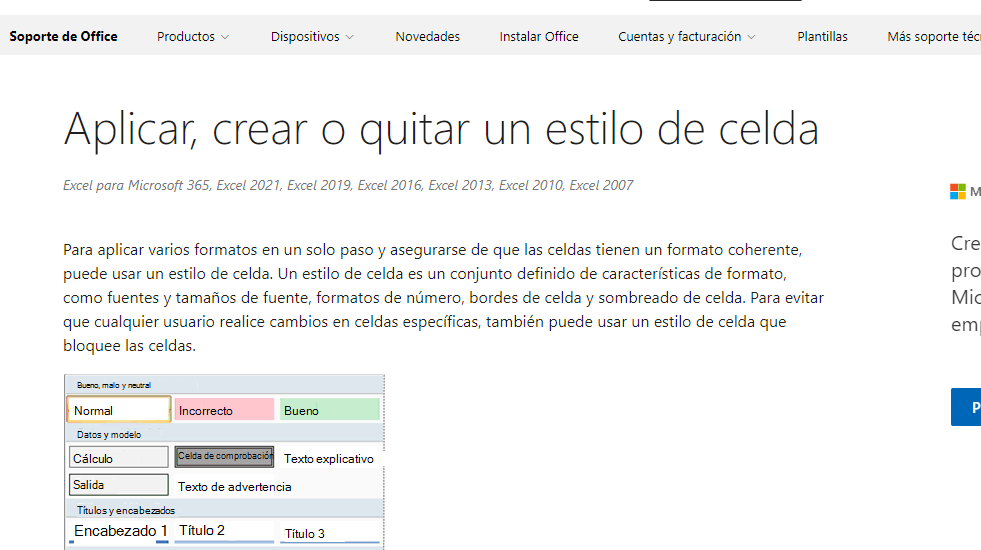 Soporte de Office Productos Dispositivos Novedades Instalar Office Cuentas y facturación Plantillas Más soporte
Aplicar, crear o quitar un estilo de celda
Excel para Microsoft 365, Excel 2021, Excel 2019, Excel 2016, Excel 2013, Excel 2010, Excel 2007
Para aplicar varios formatos en un solo paso y asegurarse de que las celdas tienen un formato coherente,
puede usar un estilo de celda. Un estilo de celda es un conjunto definido de características de formato,
como fuentes y tamaños de fuente, formatos de número, bordes de celda y sombreado de celda. Para evitar
que cualquier usuario realice cambios en celdas específicas, también puede usar un estilo de celda que
bloquee las celdas.
Bueno, malo y neutral
Normal Incorrecto Bueno
Datos y modelo
Cálculo Celda de comprobación Texto explicativo
Salida Texto de advertencia
Títulos y encabezados
Encabezado 1 Título 2 Título 3